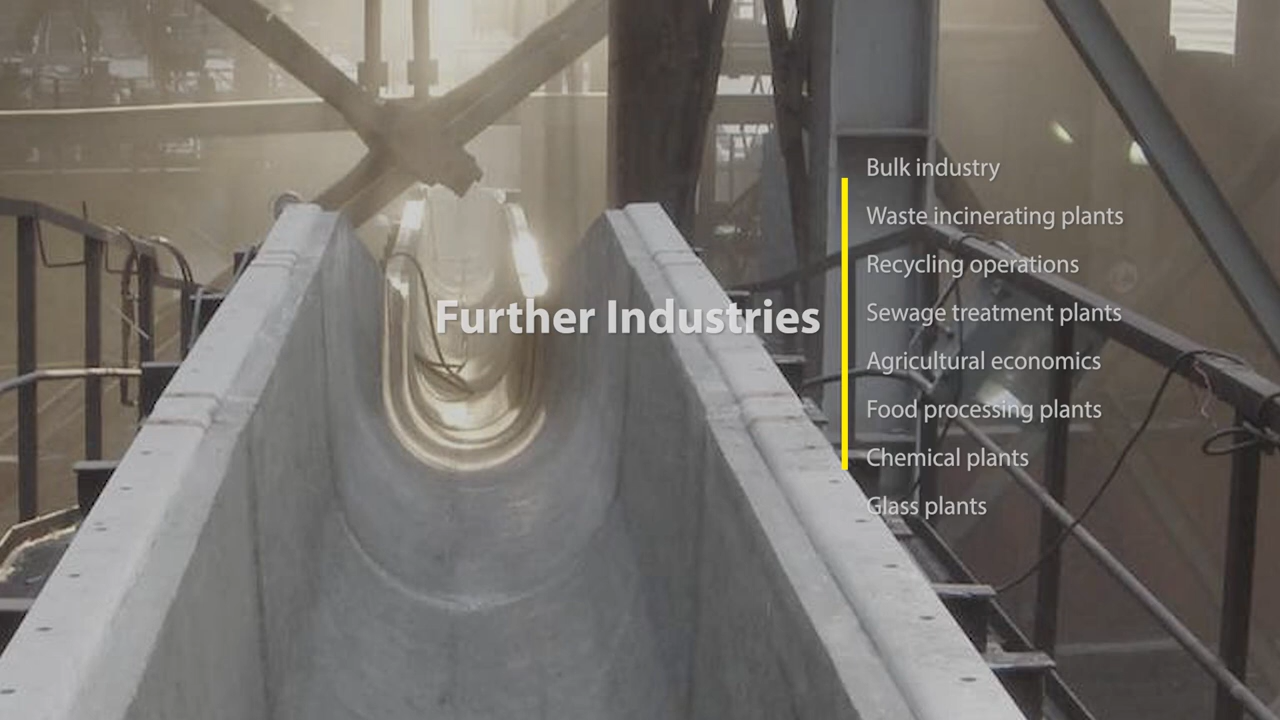 Further Industries
Bulk industry
Waste incinerating plants
Recycling operations
Sewage treatment plants
Agricultural economics
Food processing plants
Chemical plants
Glass plants